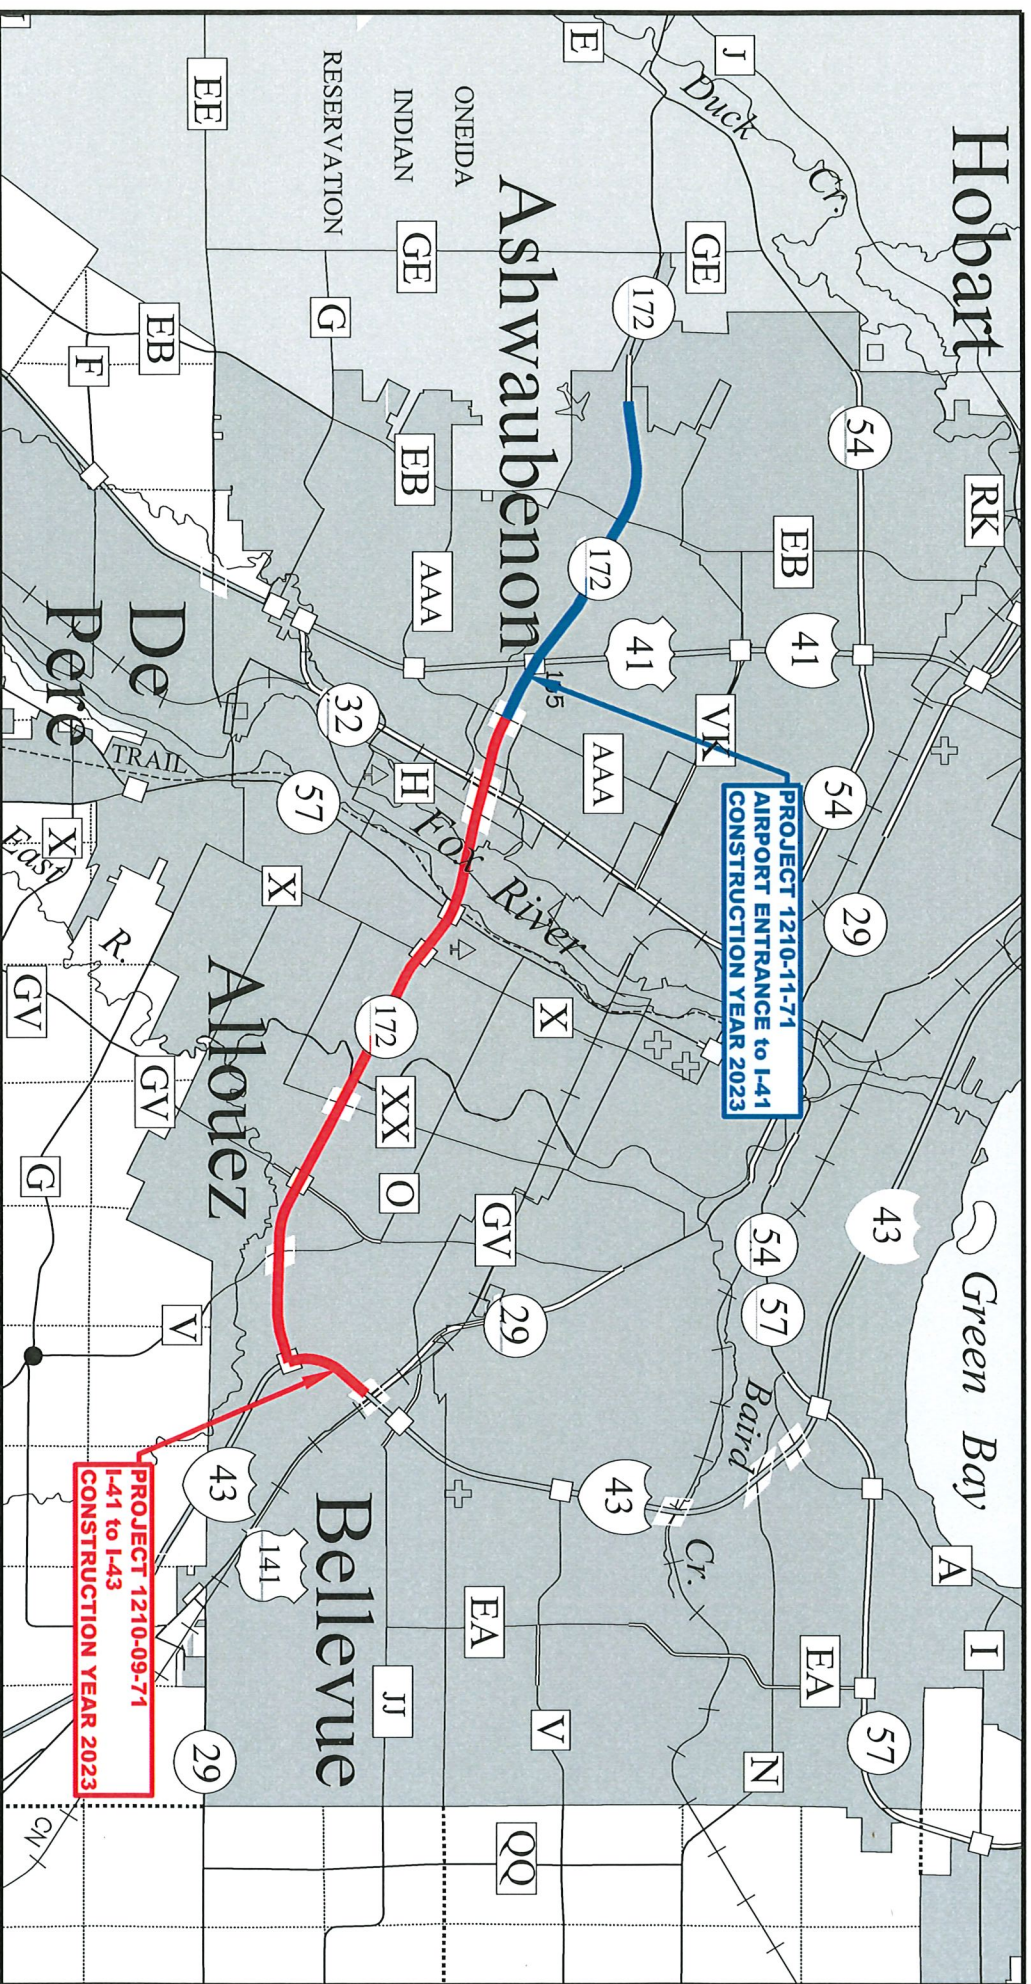 Hobart
Duck
Cr.
J
E
54
RK
EB
GE
172
41
41
VK
54
29
PROJECT 1210-11-71
AIRPORT ENTRANCE to I-41
CONSTRUCTION YEAR 2023
43
54
57
Green Bay
Baird
Cr.
A
I
EA
57
N
ONEIDA
INDIAN
RESERVATION
GE
G
EE
Ashwaubenon
172
EB
AAA
AAA
32
H
57
Fox River
X
X
172
XX
O
GV
29
43
EA
V
JJ
QQ
EB
F
De
Pere
TRAIL
X
East
R.
GV
GV
G
Allouez
V
43
141
Bellevue
PROJECT 1210-09-71
I-41 to I-43
CONSTRUCTION YEAR 2023
29
CN